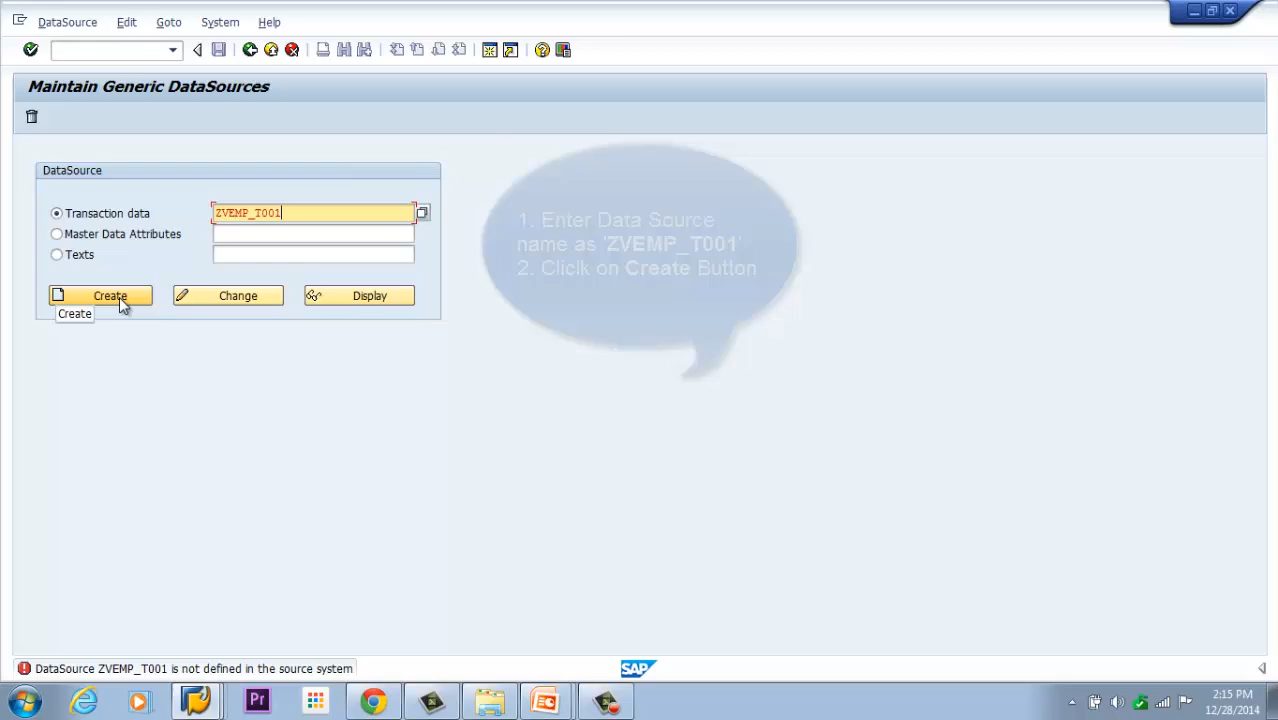 DataSource Edit Goto System Help
Maintain Generic DataSources
DataSource
Transaction data ZVEMP_T001
Master Data Attributes
Texts
Create Change Display
Create
1. Enter Data Source
name as 'ZVEMP_T001'
2. Cliclk on Create Button
DataSource ZVEMP_T001 is not defined in the source system
SAP
Pr
2:15 PM
12/28/2014